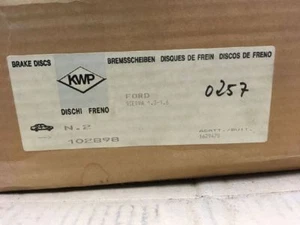 BRAKE DISCS
BREMSSCHEIBEN DISQUES DE FREIN DISCOS DE FRENO
KWP
FORD
0257
DISCHI FRENO
N.2
102898